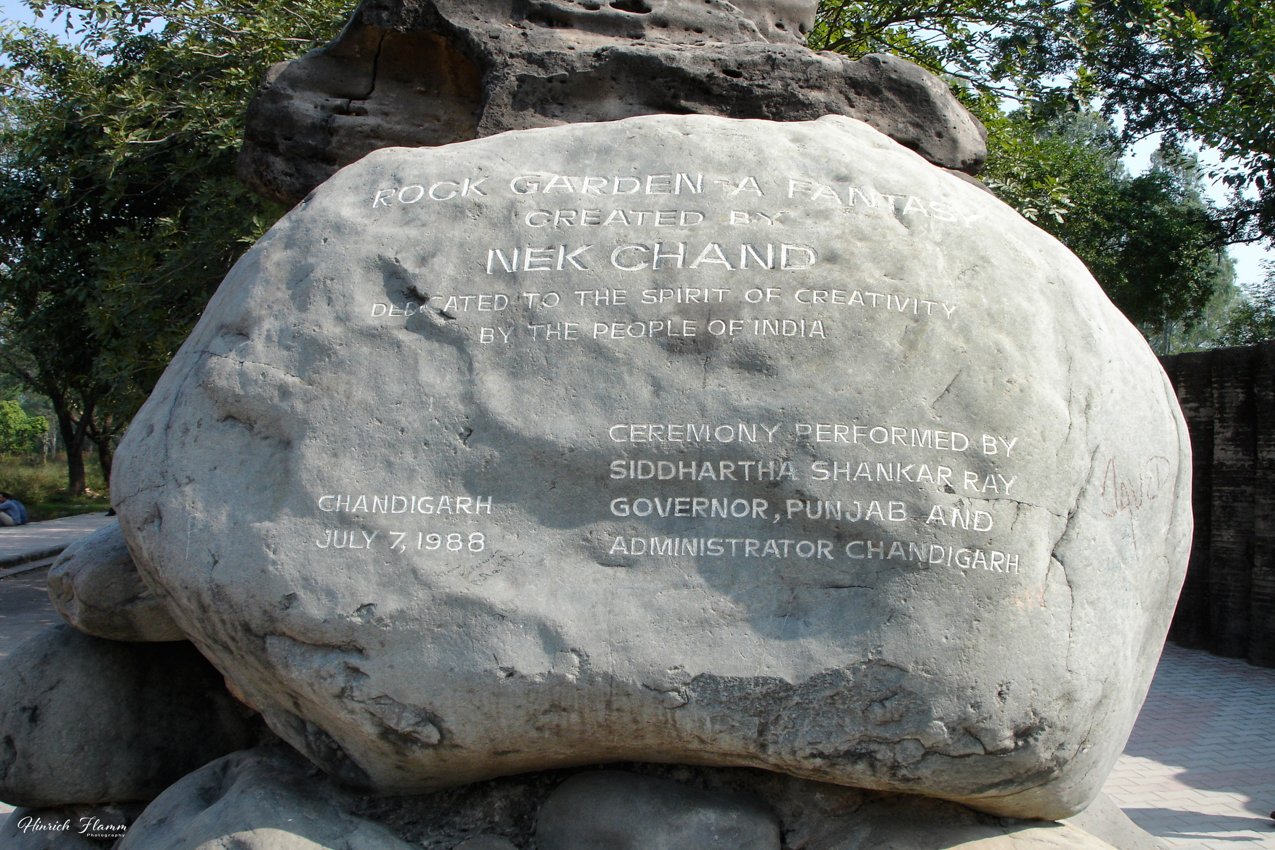 ROCK GARDEN-A FANTASY
CREATED BY
NEK CHAND
DEDICATED TO THE SPIRIT OF CREATIVITY
BY THE PEOPLE OF INDIA
CEREMONY PERFORMED BY
SIDDHARTHA SHANKAR RAY
GOVERNOR, PUNJAB AND
ADMINISTRATOR CHANDIGARH
CHANDIGARH
JULY 7, 1988
Hinrich Flamm
Photography